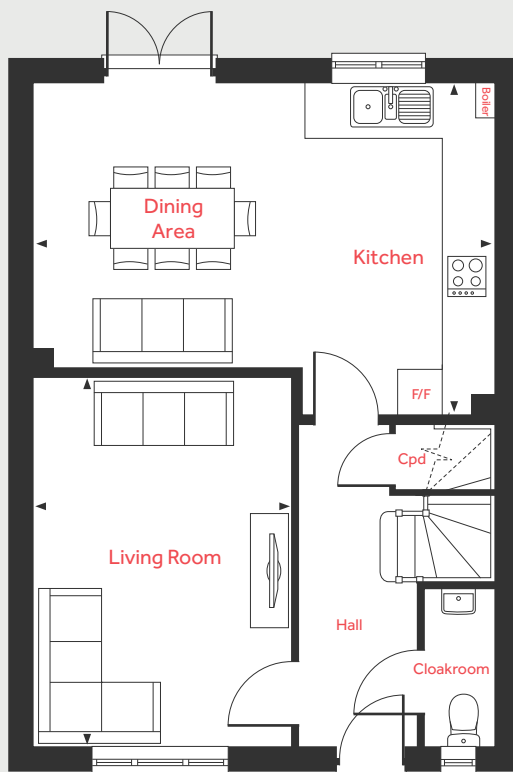 Boiler
Dining
Area
Kitchen
F/F
Cpd
Living Room
Hall
Cloakroom